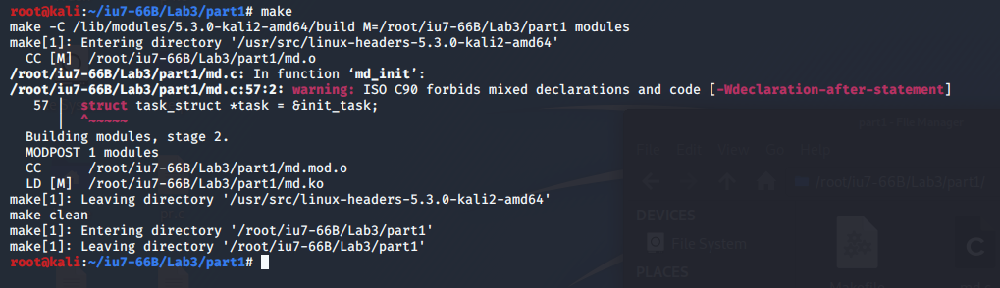 root@kali:~/iu7-66B/Lab3/part1# make
make -C /lib/modules/5.3.0-kali2-amd64/build M=/root/iu7-66B/Lab3/part1 modules
make[1]: Entering directory '/usr/src/linux-headers-5.3.0-kali2-amd64'
  CC [M]  /root/iu7-66B/Lab3/part1/md.o
/root/iu7-66B/Lab3/part1/md.c: In function ‘md_init’:
/root/iu7-66B/Lab3/part1/md.c:57:2: warning: ISO C90 forbids mixed declarations and code [-Wdeclaration-after-statement]
   57 |  struct task_struct *task = &init_task;
      |  ^~~~~~
  Building modules, stage 2.
  MODPOST 1 modules
  CC      /root/iu7-66B/Lab3/part1/md.mod.o
  LD [M]  /root/iu7-66B/Lab3/part1/md.ko
make[1]: Leaving directory '/usr/src/linux-headers-5.3.0-kali2-amd64'
make clean
make[1]: Entering directory '/root/iu7-66B/Lab3/part1'
make[1]: Leaving directory '/root/iu7-66B/Lab3/part1'
root@kali:~/iu7-66B/Lab3/part1#
part1 - File Manager
File Edit View Go Help
/root/iu7-66B/Lab3/part1/
DEVICES
File System
PLACES
Makefile